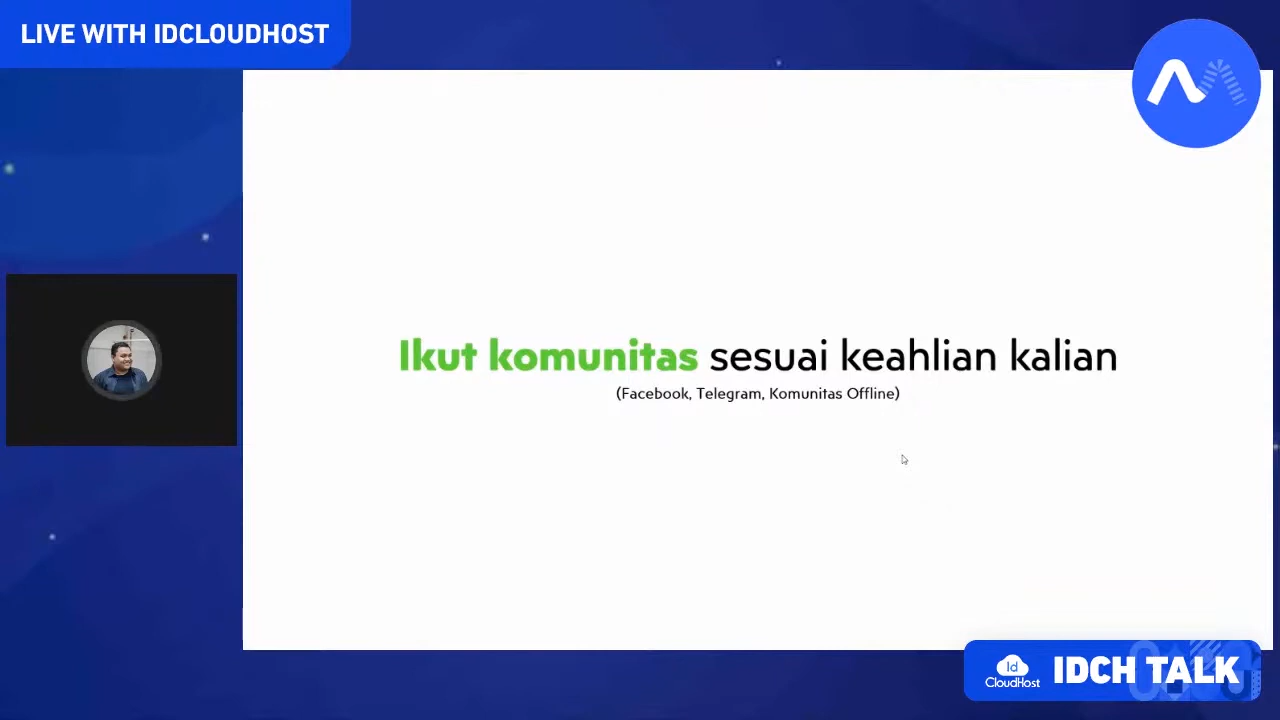 LIVE WITH IDCLOUDHOST
Ikut komunitas sesuai keahlian kalian
(Facebook, Telegram, Komunitas Offline)
Id
CloudHost
IDCH TALK